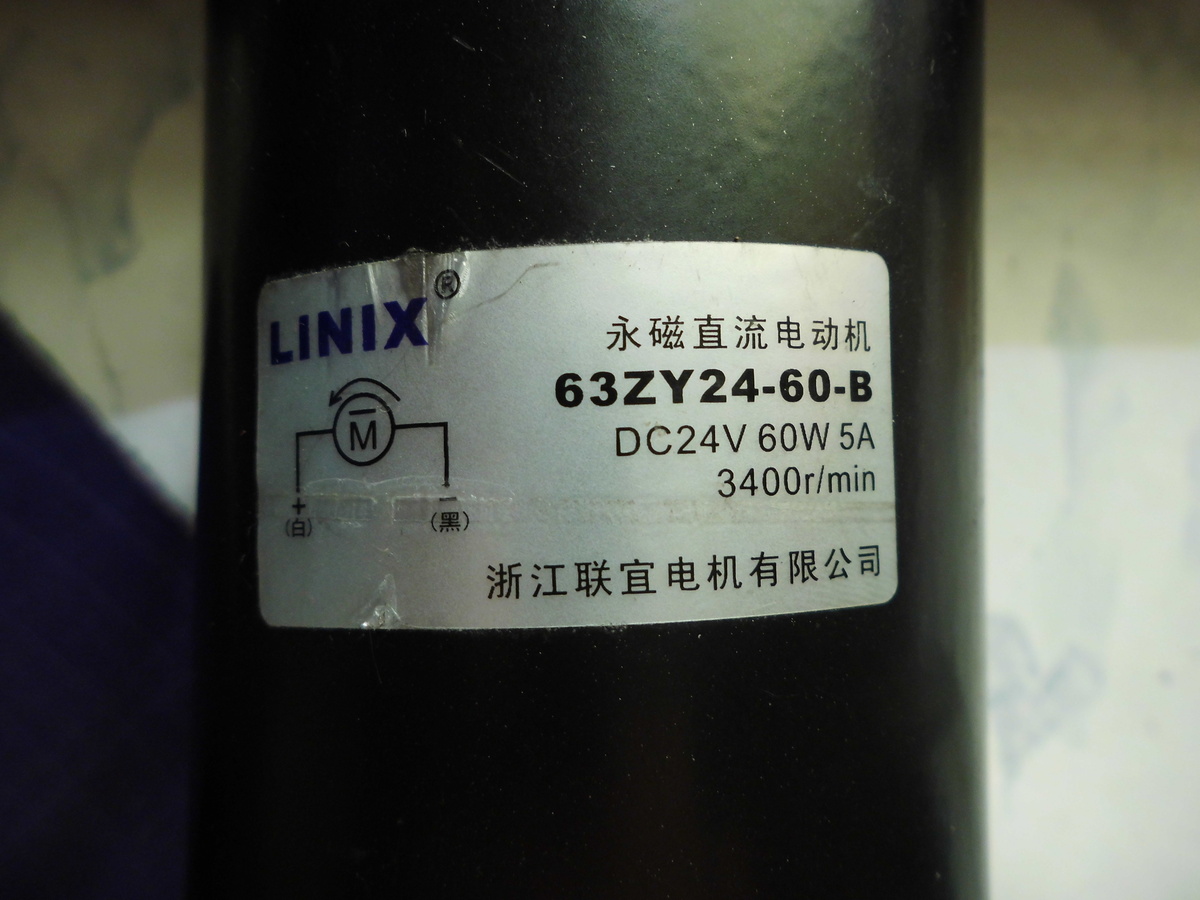 LINIX®
永磁直流电动机
63ZY24-60-B
DC24V 60W 5A
3400r/min
M
+ −
(白) (黑)
浙江联宜电机有限公司